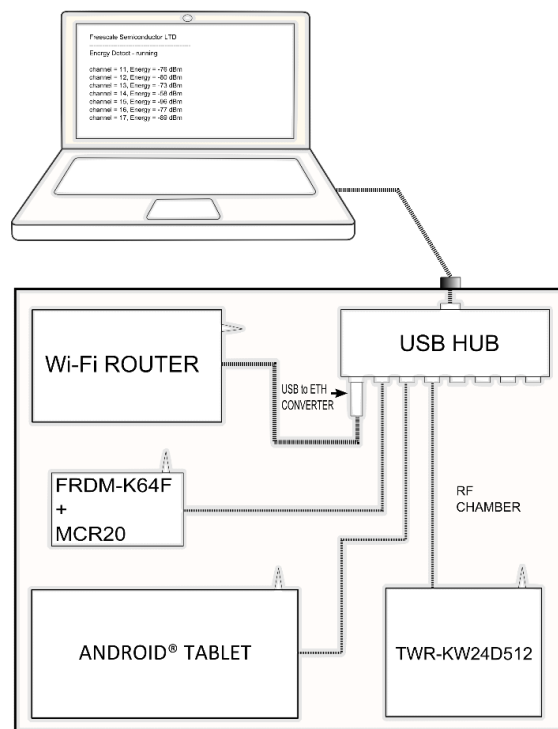 Freescale Semiconductor LTD
Energy Detect - running
channel = 11, Energy = -76 dBm
channel = 12, Energy = -80 dBm
channel = 13, Energy = -73 dBm
channel = 14, Energy = -58 dBm
channel = 15, Energy = -96 dBm
channel = 16, Energy = -77 dBm
channel = 17, Energy = -89 dBm
Wi-Fi ROUTER
USB HUB
USB to ETH
CONVERTER
FRDM-K64F
+
MCR20
RF
CHAMBER
ANDROID® TABLET
TWR-KW24D512